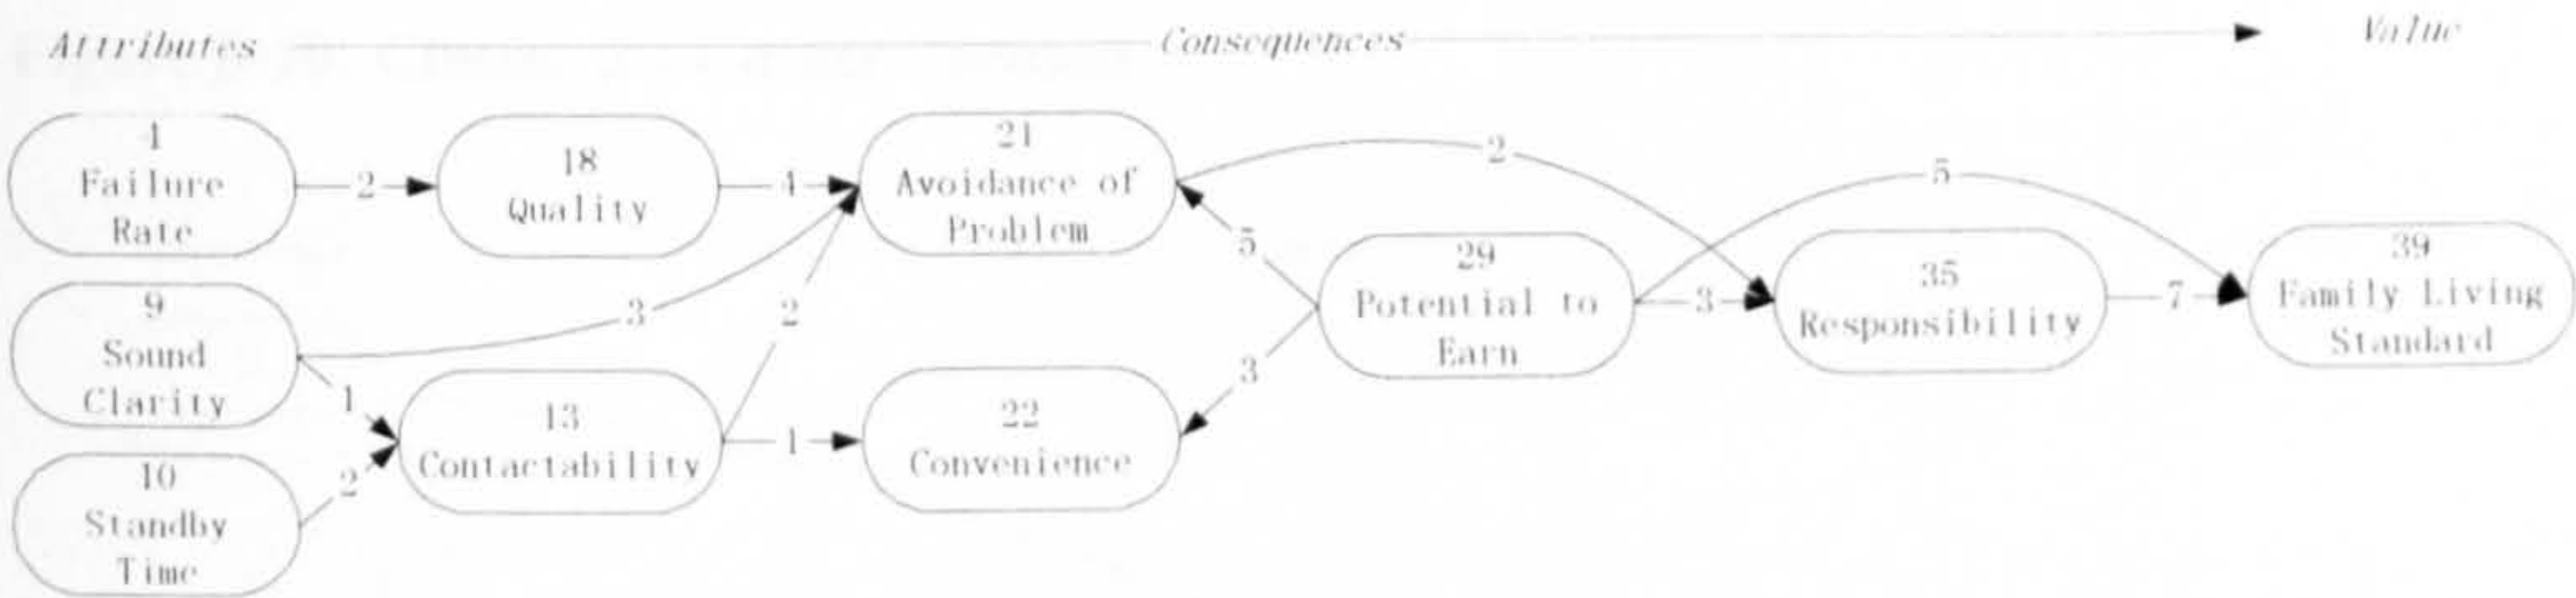 Attributes Consequences Value
4
Failure
Rate
2
18
Quality
4
21
Avoidance of
Problem
2
5
9
Sound
Clarity
3
1
2
5
29
Potential to
Earn
3
35
Responsibility
7
39
Family Living
Standard
10
Standby
Time
2
13
Contactability
1
22
Convenience
3